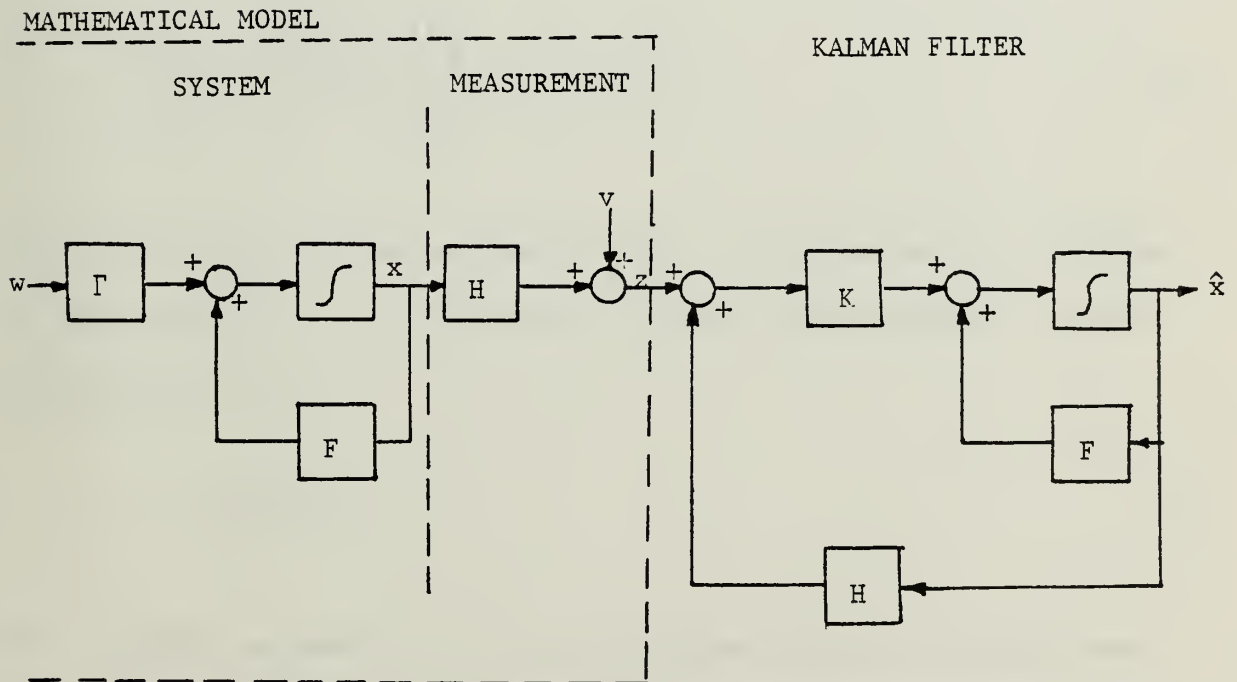 MATHEMATICAL MODEL
KALMAN FILTER
SYSTEM
MEASUREMENT
v
w
Γ
+
+
∫
x
H
+
+
z
+
+
K
+
+
∫
x̂
F
F
H